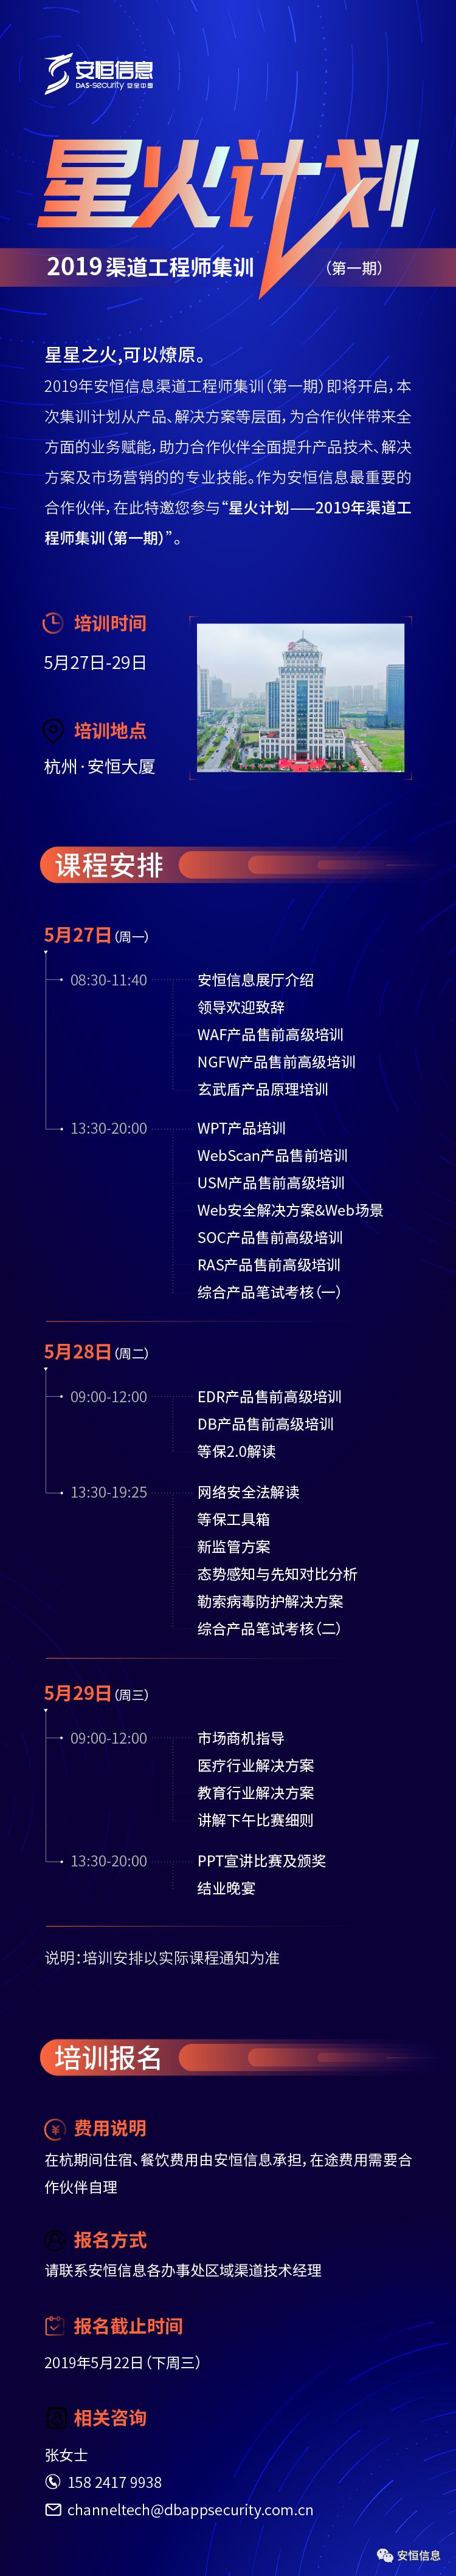 安恒信息
DAS-security 安全中国
星火计划
2019渠道工程师集训 （第一期）
星星之火,可以燎原。
2019年安恒信息渠道工程师集训（第一期）即将开启，本
次集训计划从产品、解决方案等层面，为合作伙伴带来全
方面的业务赋能，助力合作伙伴全面提升产品技术、解决
方案及市场营销的的专业技能。作为安恒信息最重要的
合作伙伴，在此特邀您参与“星火计划——2019年渠道工
程师集训（第一期）”。
培训时间
5月27日-29日
培训地点
杭州·安恒大厦
课程安排
5月27日（周一）
08:30-11:40 安恒信息展厅介绍
领导欢迎致辞
WAF产品售前高级培训
NGFW产品售前高级培训
玄武盾产品原理培训
13:30-20:00 WPT产品培训
WebScan产品售前培训
USM产品售前高级培训
Web安全解决方案&Web场景
SOC产品售前高级培训
RAS产品售前高级培训
综合产品笔试考核（一）
5月28日（周二）
09:00-12:00 EDR产品售前高级培训
DB产品售前高级培训
等保2.0解读
13:30-19:25 网络安全法解读
等保工具箱
新监管方案
态势感知与先知对比分析
勒索病毒防护解决方案
综合产品笔试考核（二）
5月29日（周三）
09:00-12:00 市场商机指导
医疗行业解决方案
教育行业解决方案
讲解下午比赛细则
13:30-20:00 PPT宣讲比赛及颁奖
结业晚宴
说明：培训安排以实际课程通知为准
培训报名
费用说明
在杭期间住宿、餐饮费用由安恒信息承担，在途费用需要合
作伙伴自理
报名方式
请联系安恒信息各办事处区域渠道技术经理
报名截止时间
2019年5月22日（下周三）
相关咨询
张女士
158 2417 9938
channeltech@dbappsecurity.com.cn
安恒信息